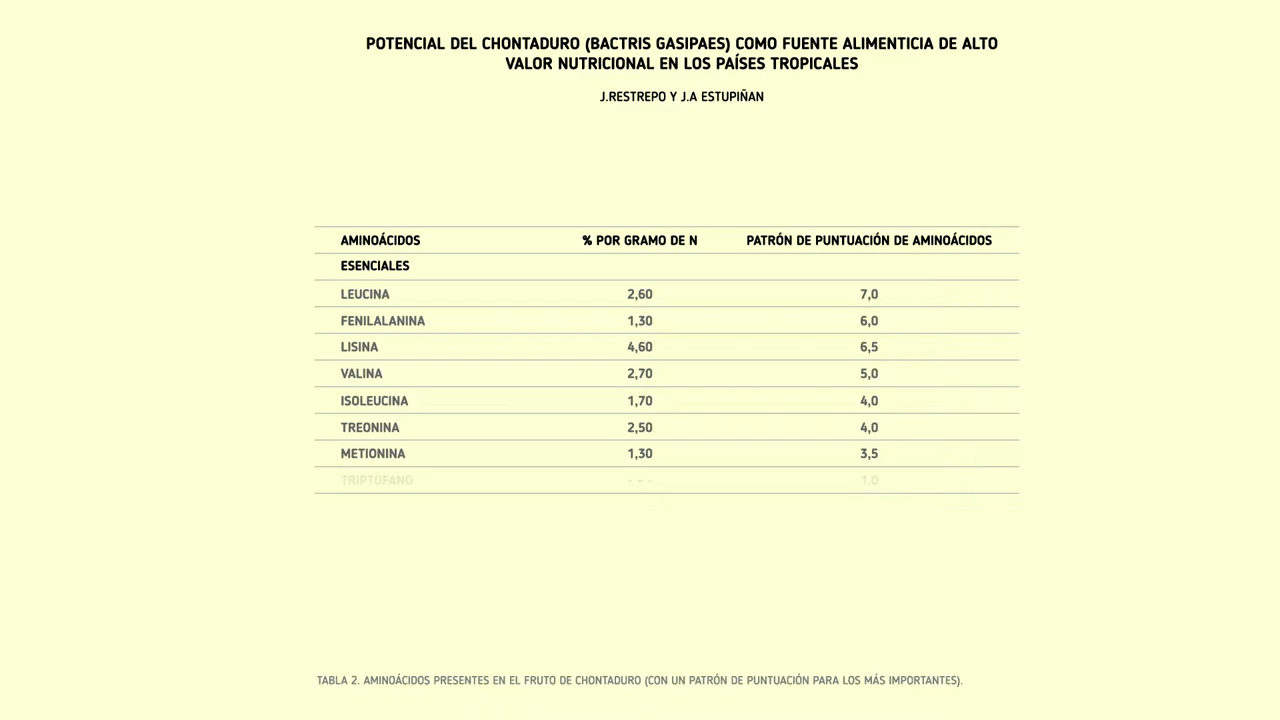 POTENCIAL DEL CHONTADURO (BACTRIS GASIPAES) COMO FUENTE ALIMENTICIA DE ALTO
VALOR NUTRICIONAL EN LOS PAÍSES TROPICALES
J.RESTREPO Y J.A ESTUPIÑAN
AMINOÁCIDOS % POR GRAMO DE N PATRÓN DE PUNTUACIÓN DE AMINOÁCIDOS
ESENCIALES
LEUCINA 2,60 7,0
FENILALANINA 1,30 6,0
LISINA 4,60 6,5
VALINA 2,70 5,0
ISOLEUCINA 1,70 4,0
TREONINA 2,50 4,0
METIONINA 1,30 3,5
TRIPTÓFANO - - - 1,0
TABLA 2. AMINOÁCIDOS PRESENTES EN EL FRUTO DE CHONTADURO (CON UN PATRÓN DE PUNTUACIÓN PARA LOS MÁS IMPORTANTES).